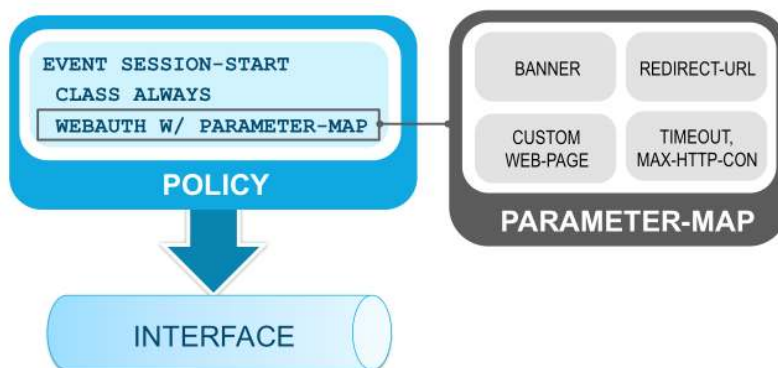 EVENT SESSION-START
CLASS ALWAYS
WEBAUTH W/ PARAMETER-MAP
POLICY
INTERFACE
BANNER
REDIRECT-URL
CUSTOM
WEB-PAGE
TIMEOUT,
MAX-HTTP-CON
PARAMETER-MAP